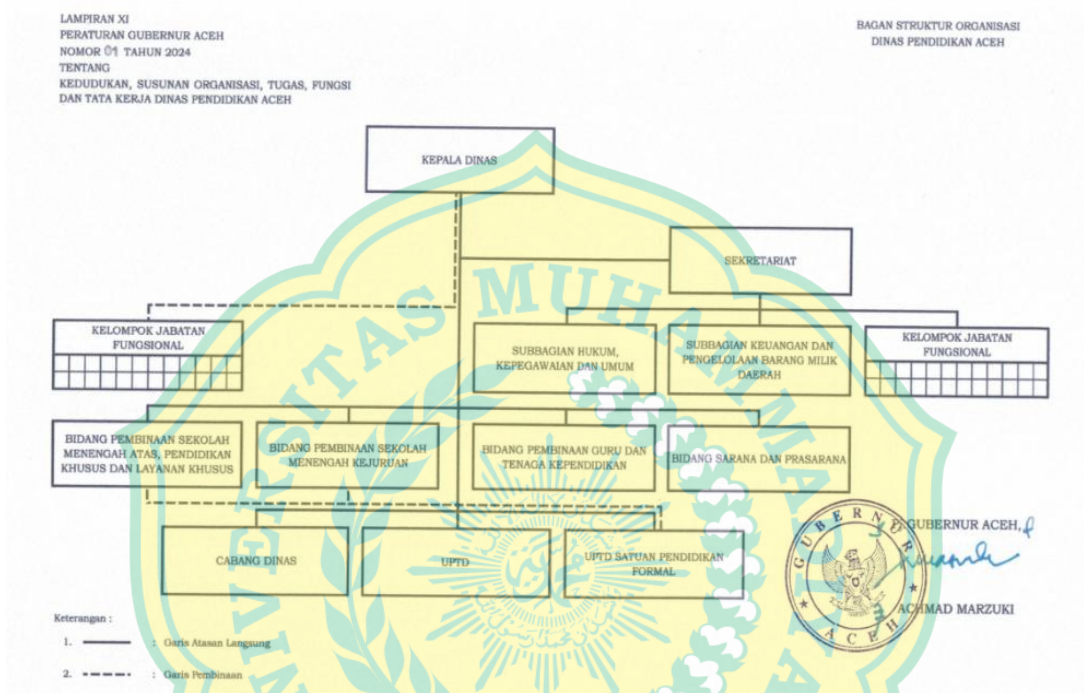 LAMPIRAN XI
PERATURAN GUBERNUR ACEH
NOMOR 01 TAHUN 2024
TENTANG
KEDUDUKAN, SUSUNAN ORGANISASI, TUGAS, FUNGSI
DAN TATA KERJA DINAS PENDIDIKAN ACEH
BAGAN STRUKTUR ORGANISASI
DINAS PENDIDIKAN ACEH
KEPALA DINAS
SEKRETARIAT
KELOMPOK JABATAN
FUNGSIONAL
SUBBAGIAN HUKUM,
KEPEGAWAIAN DAN UMUM
SUBBAGIAN KEUANGAN DAN
PENGELOLAAN BARANG MILIK
DAERAH
KELOMPOK JABATAN
FUNGSIONAL
BIDANG PEMBINAAN SEKOLAH
MENENGAH ATAS, PENDIDIKAN
KHUSUS DAN LAYANAN KHUSUS
BIDANG PEMBINAAN SEKOLAH
MENENGAH KEJURUAN
BIDANG PEMBINAAN GURU DAN
TENAGA KEPENDIDIKAN
BIDANG SARANA DAN PRASARANA
CABANG DINAS
UPTD
UPTD SATUAN PENDIDIKAN
FORMAL
GUBERNUR ACEH,
ACHMAD MARZUKI
GUBERNUR
ACEH
Keterangan :
1. : Garis Atasan Langsung
2. : Garis Pembinaan